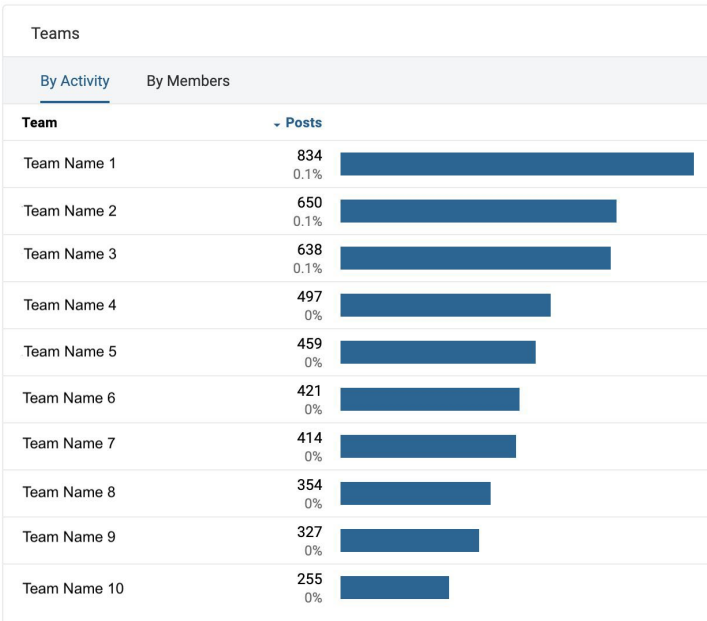 Teams
By Activity By Members
Team Posts
Team Name 1 834
0.1%
Team Name 2 650
0.1%
Team Name 3 638
0.1%
Team Name 4 497
0%
Team Name 5 459
0%
Team Name 6 421
0%
Team Name 7 414
0%
Team Name 8 354
0%
Team Name 9 327
0%
Team Name 10 255
0%